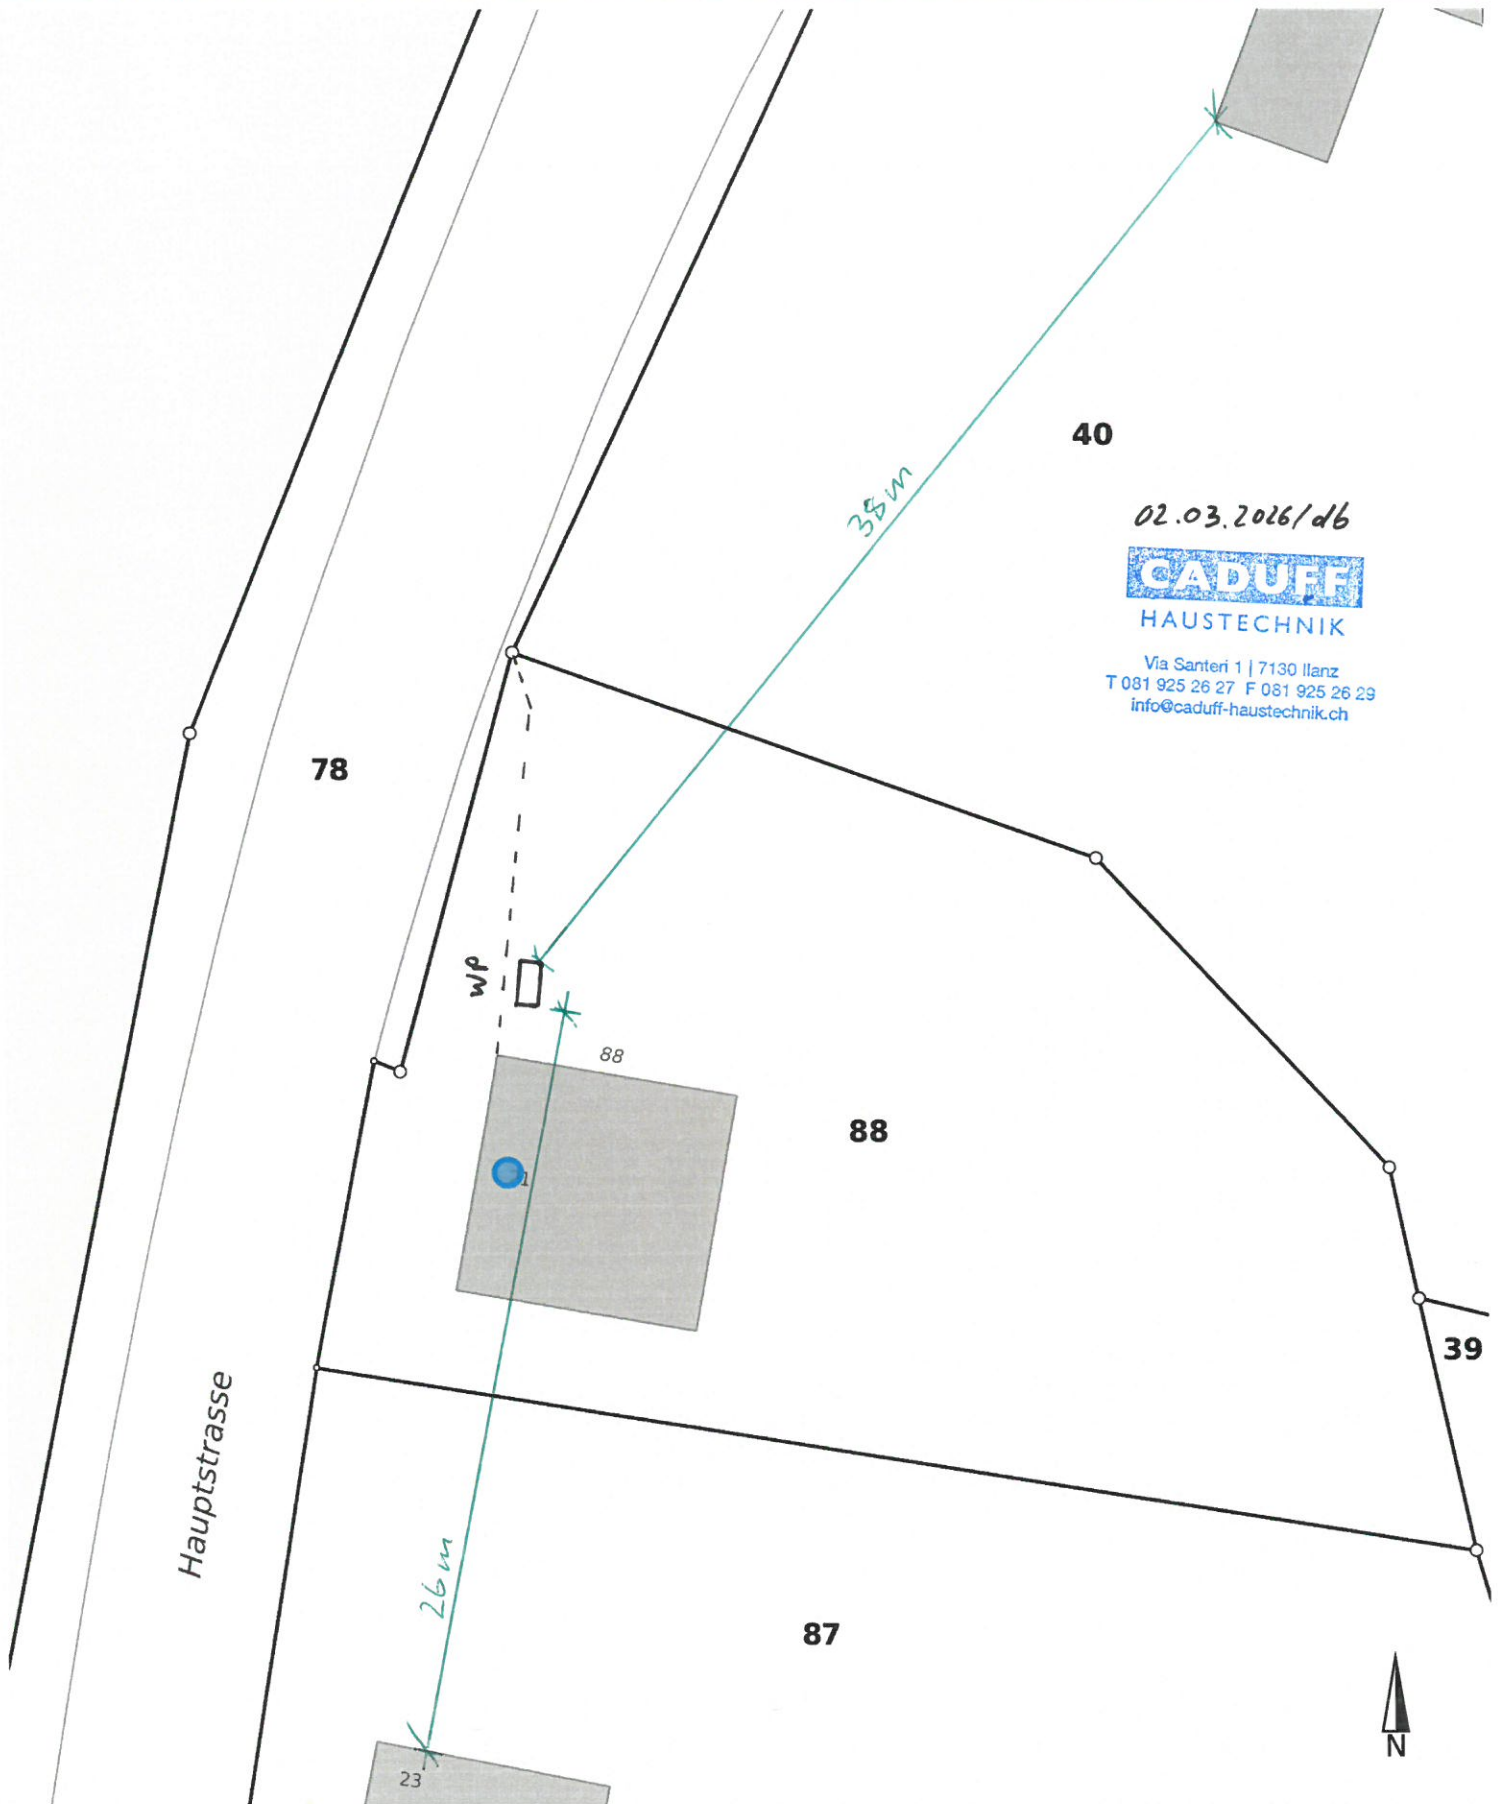 40
38m
02.03.2026/db
CADUFF
HAUSTECHNIK
Via Santeri 1 | 7130 Ilanz
T 081 925 26 27 F 081 925 26 29
info@caduff-haustechnik.ch
78
WP
88
88
1
39
Hauptstrasse
26m
87
23
N